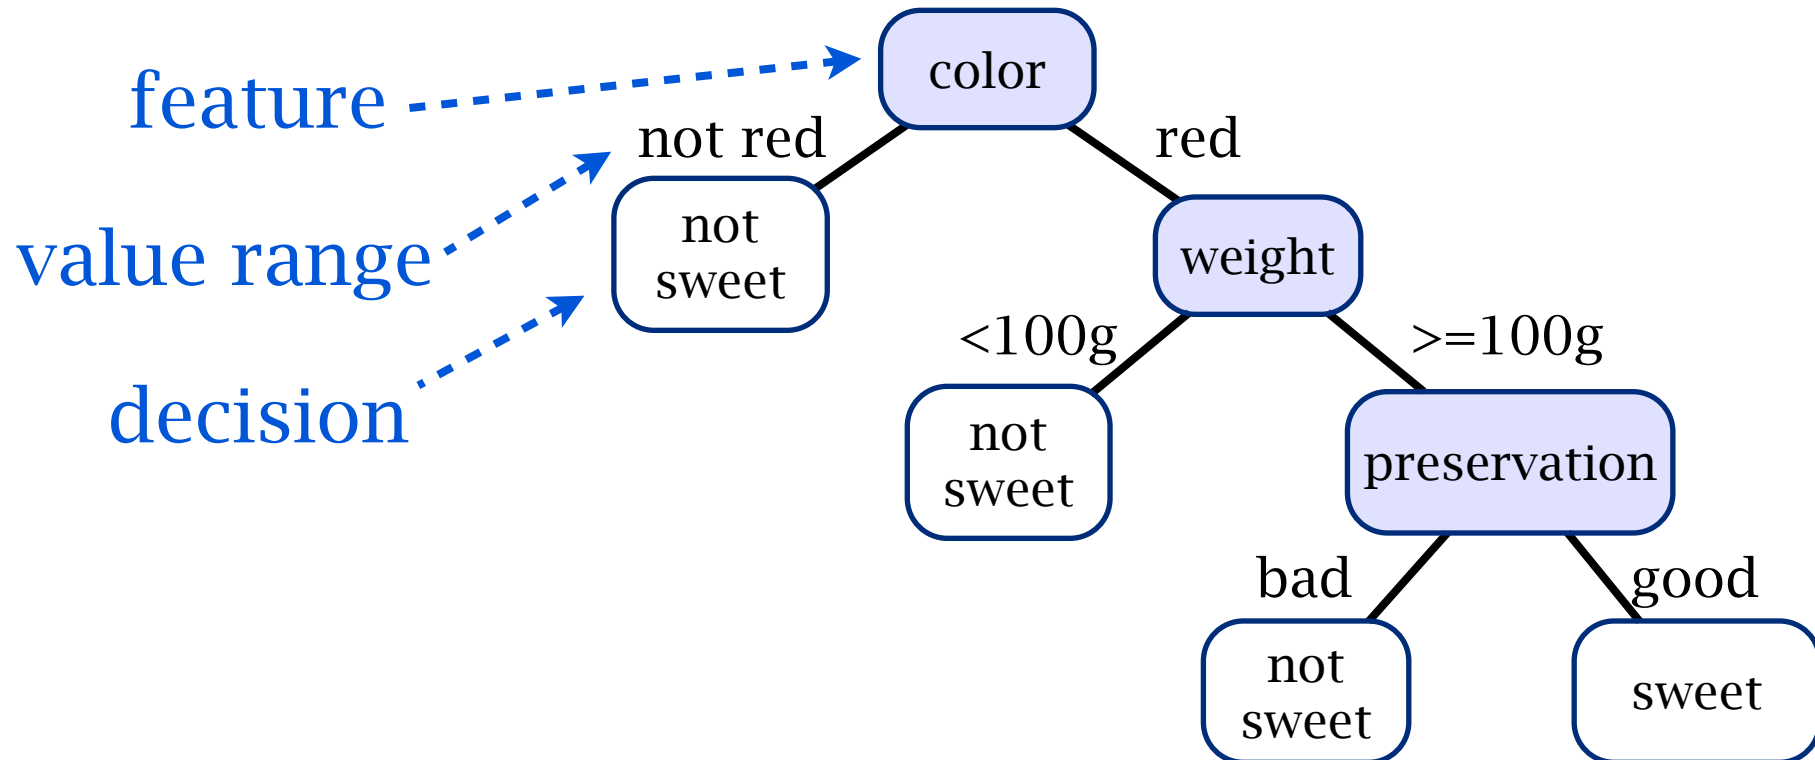 color
feature
not red
red
not
sweet
weight
value range
<100g
>=100g
decision
not
sweet
preservation
bad
good
not
sweet
sweet